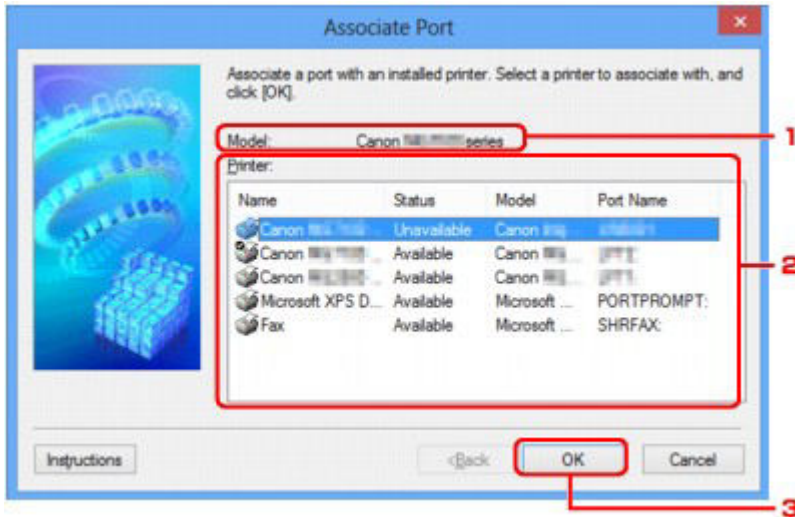 Associate Port
Associate a port with an installed printer. Select a printer to associate with, and
click [OK].
Model: Canon series 1
Printer:
Name Status Model Port Name
Canon Unavailable Canon
Canon Available Canon 2
Canon Available Canon
Microsoft XPS D... Available Microsoft ... PORTPROMPT:
Fax Available Microsoft ... SHRFAX:
Instructions <Back OK Cancel
3